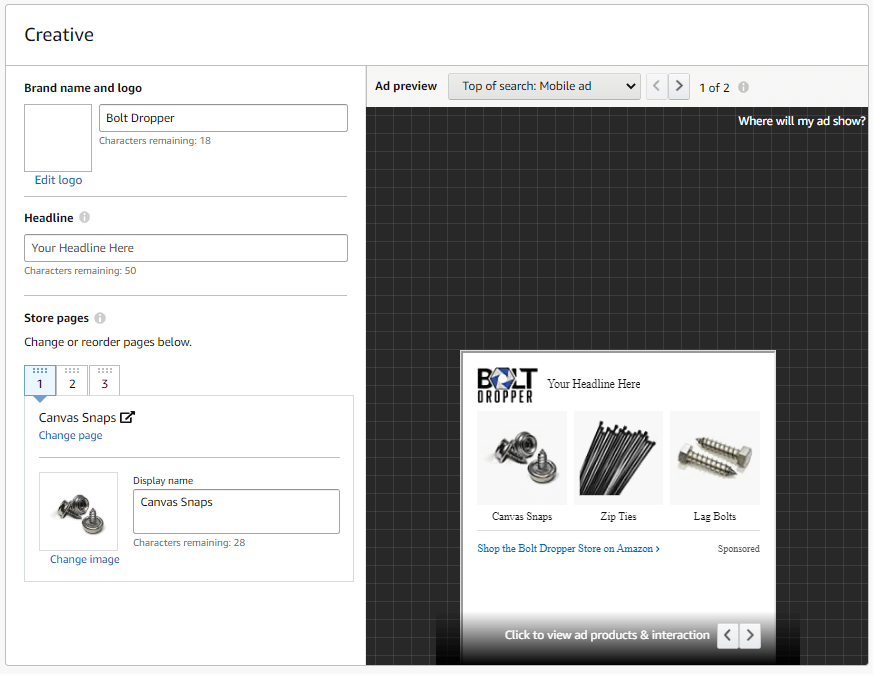 Creative
Brand name and logo
Bolt Dropper
Characters remaining: 18
Edit logo
Headline
Your Headline Here
Characters remaining: 50
Store pages
Change or reorder pages below.
1 2 3
Canvas Snaps
Change page
Display name
Canvas Snaps
Characters remaining: 28
Change image
Ad preview Top of search: Mobile ad 1 of 2
Where will my ad show?
BOLT
DROPPER
Your Headline Here
Canvas Snaps Zip Ties Lag Bolts
Shop the Bolt Dropper Store on Amazon › Sponsored
Click to view ad products & interaction